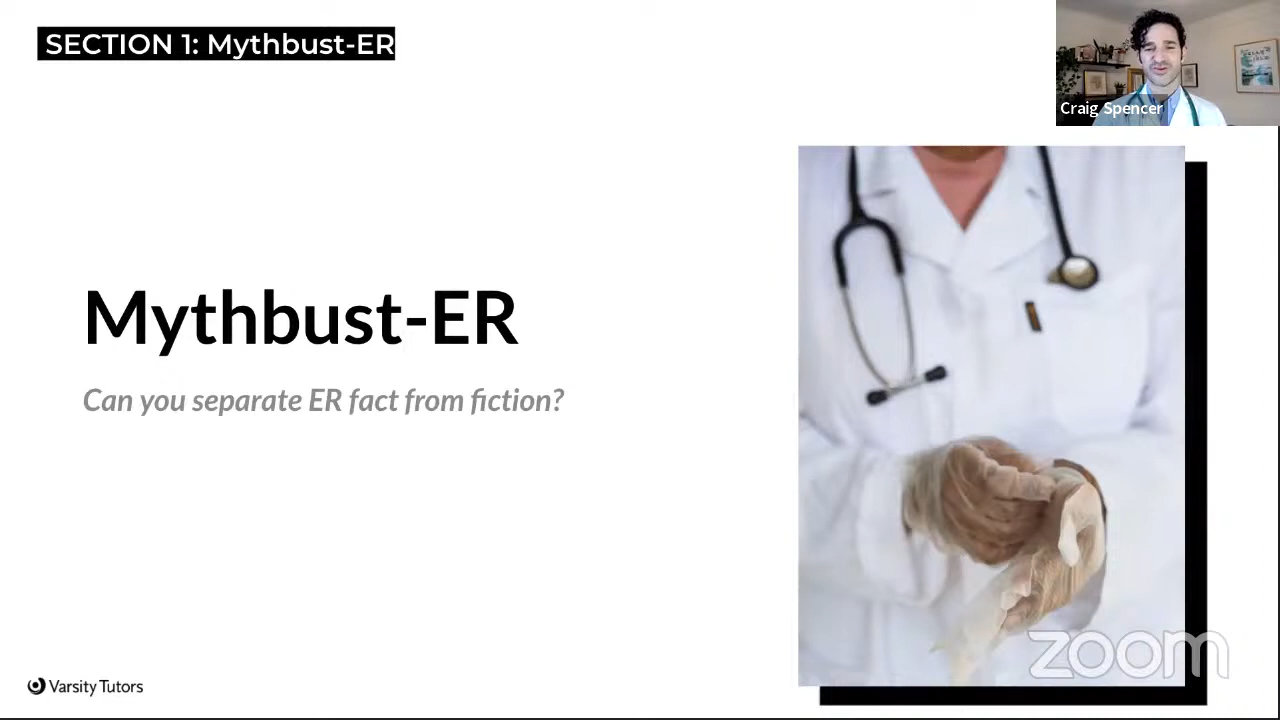 SECTION 1: Mythbust-ER
Craig Spencer
Mythbust-ER
Can you separate ER fact from fiction?
Varsity Tutors
zoom